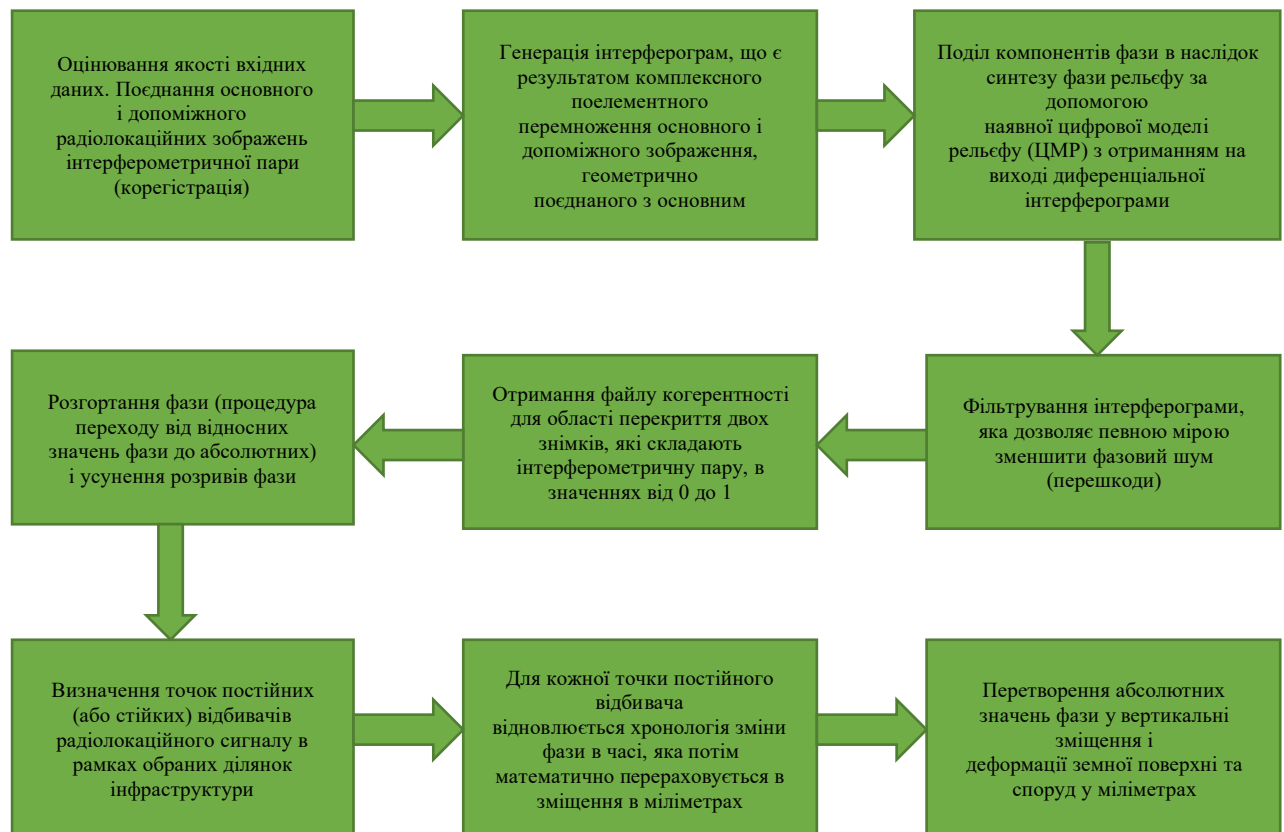 Оцінювання якості вхідних
даних. Поєднання основного
і допоміжного
радіолокаційних зображень
інтерферометричної пари
(корегістрація)
Генерація інтерферограм, що є
результатом комплексного
поелементного
перемноження основного і
допоміжного зображення,
геометрично
поєднаного з основним
Поділ компонентів фази в наслідок
синтезу фази рельєфу за
допомогою
наявної цифрової моделі
рельєфу (ЦМР) з отриманням на
виході диференціальної
інтерферограми
Фільтрування інтерферограми,
яка дозволяє певною мірою
зменшити фазовий шум
(перешкоди)
Отримання файлу когерентності
для області перекриття двох
знімків, які складають
інтерферометричну пару, в
значеннях від 0 до 1
Розгортання фази (процедура
переходу від відносних
значень фази до абсолютних)
і усунення розривів фази
Визначення точок постійних
(або стійких) відбивачів
радіолокаційного сигналу в
рамках обраних ділянок
інфраструктури
Для кожної точки постійного
відбивача
відновлюється хронологія зміни
фази в часі, яка потім
математично перераховується в
зміщення в міліметрах
Перетворення абсолютних
значень фази у вертикальні
зміщення і
деформації земної поверхні та
споруд у міліметрах